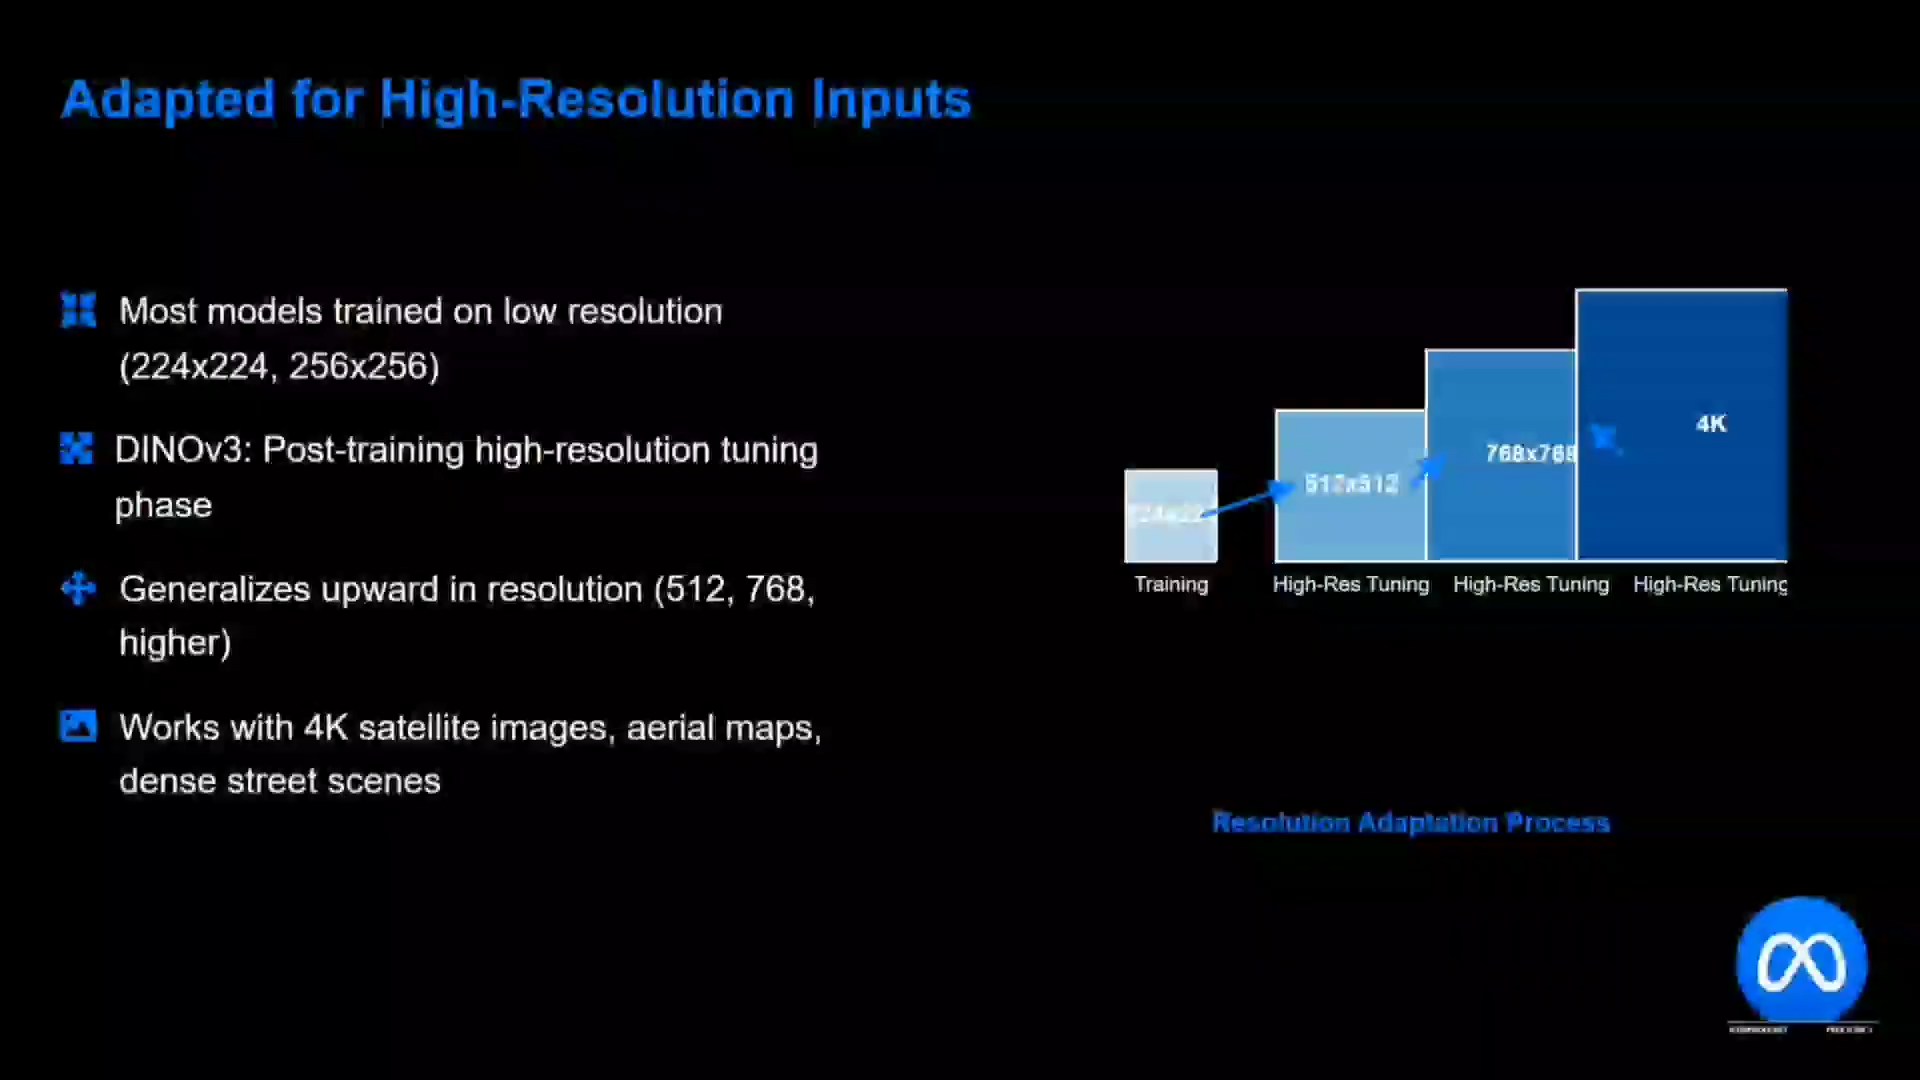 Adapted for High-Resolution Inputs
Most models trained on low resolution
(224x224, 256x256)
DINOv3: Post-training high-resolution tuning
phase
Generalizes upward in resolution (512, 768,
higher)
Works with 4K satellite images, aerial maps,
dense street scenes
512x512
768x768
4K
Training
High-Res Tuning
High-Res Tuning
High-Res Tuning
Resolution Adaptation Process